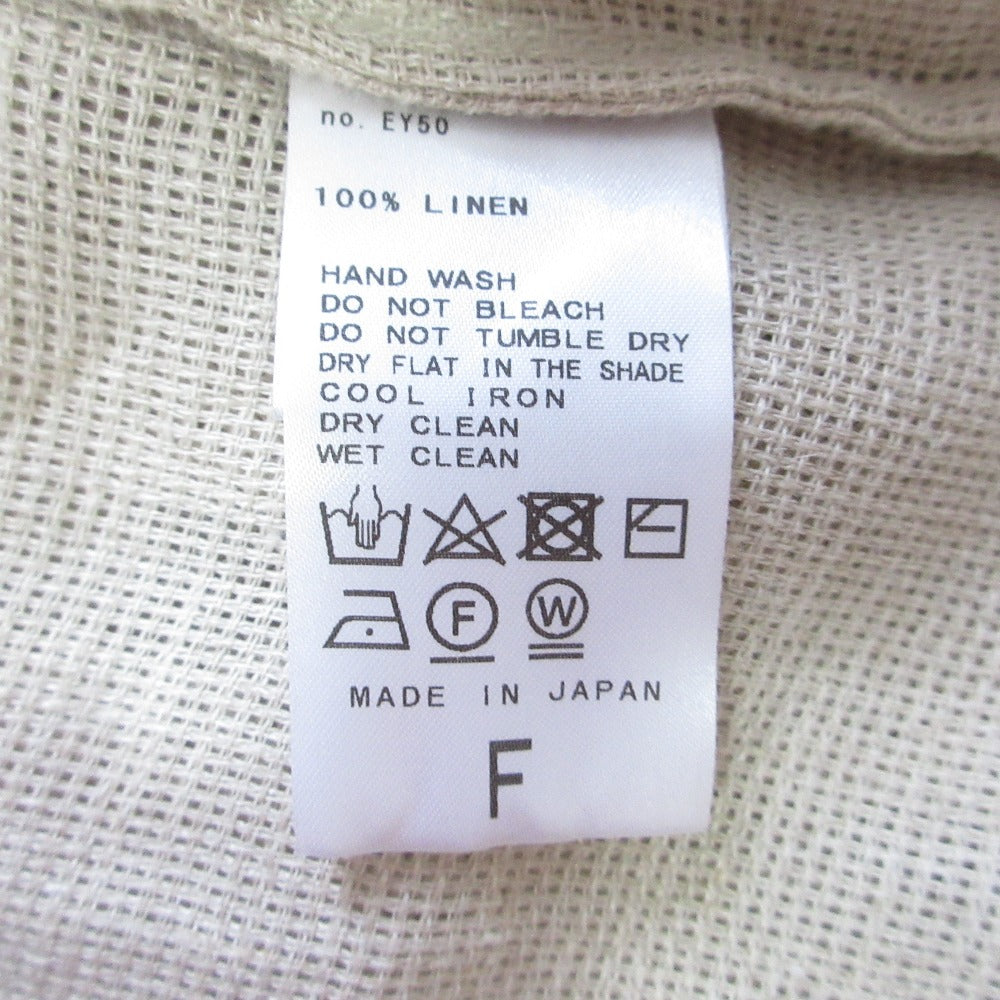 no. EY50
100% LINEN
HAND WASH
DO NOT BLEACH
DO NOT TUMBLE DRY
DRY FLAT IN THE SHADE
COOL IRON
DRY CLEAN
WET CLEAN
F W
MADE IN JAPAN
F